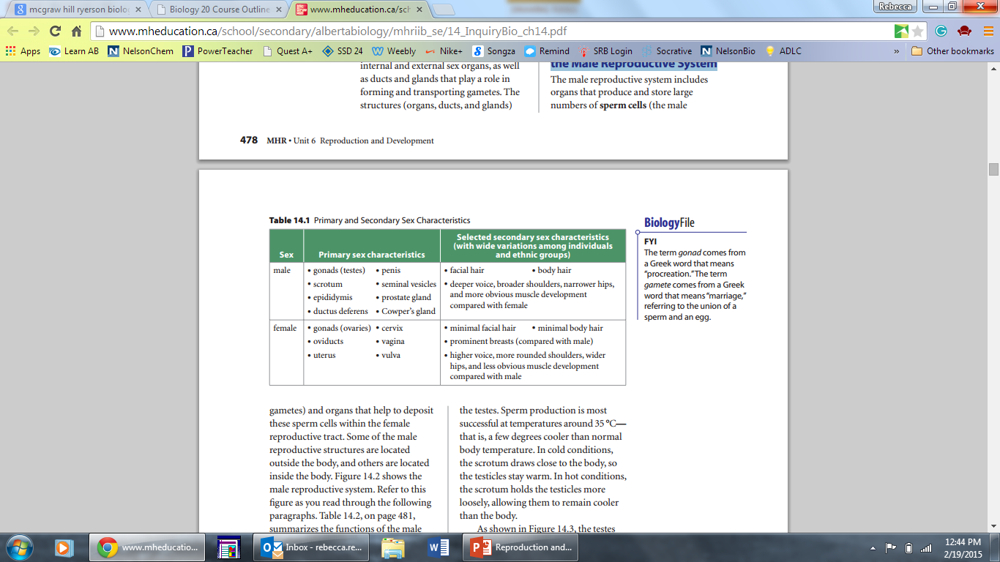 mcgraw hill ryerson biolog
Biology 20 Course Outline
www.mheducation.ca/sch
Rebecca
www.mheducation.ca/school/secondary/albertabiology/mhriib_se/14_InquiryBio_ch14.pdf
Apps Learn AB NelsonChem PowerTeacher Quest A+ SSD 24 Weebly Nike+ Songza Remind SRB Login Socrative NelsonBio ADLC » Other bookmarks
internal and external sex organs, as well
as ducts and glands that play a role in
forming and transporting gametes. The
structures (organs, ducts, and glands)
the Male Reproductive System
The male reproductive system includes
organs that produce and store large
numbers of sperm cells (the male
478 MHR • Unit 6 Reproduction and Development
Table 14.1 Primary and Secondary Sex Characteristics
Sex
Primary sex characteristics
Selected secondary sex characteristics
(with wide variations among individuals
and ethnic groups)
male
• gonads (testes) • penis
• scrotum • seminal vesicles
• epididymis • prostate gland
• ductus deferens • Cowper's gland
• facial hair • body hair
• deeper voice, broader shoulders, narrower hips,
and more obvious muscle development
compared with female
female
• gonads (ovaries) • cervix
• oviducts • vagina
• uterus • vulva
• minimal facial hair • minimal body hair
• prominent breasts (compared with male)
• higher voice, more rounded shoulders, wider
hips, and less obvious muscle development
compared with male
BiologyFile
FYI
The term gonad comes from
a Greek word that means
“procreation.” The term
gamete comes from a Greek
word that means “marriage,”
referring to the union of a
sperm and an egg.
gametes) and organs that help to deposit
these sperm cells within the female
reproductive tract. Some of the male
reproductive structures are located
outside the body, and others are located
inside the body. Figure 14.2 shows the
male reproductive system. Refer to this
figure as you read through the following
paragraphs. Table 14.2, on page 481,
summarizes the functions of the male
the testes. Sperm production is most
successful at temperatures around 35 °C—
that is, a few degrees cooler than normal
body temperature. In cold conditions,
the scrotum draws close to the body, so
the testicles stay warm. In hot conditions,
the scrotum holds the testicles more
loosely, allowing them to remain cooler
than the body.
As shown in Figure 14.3, the testes
www.mheducatio...
Inbox - rebecca.re...
Reproduction and...
12:44 PM
2/19/2015